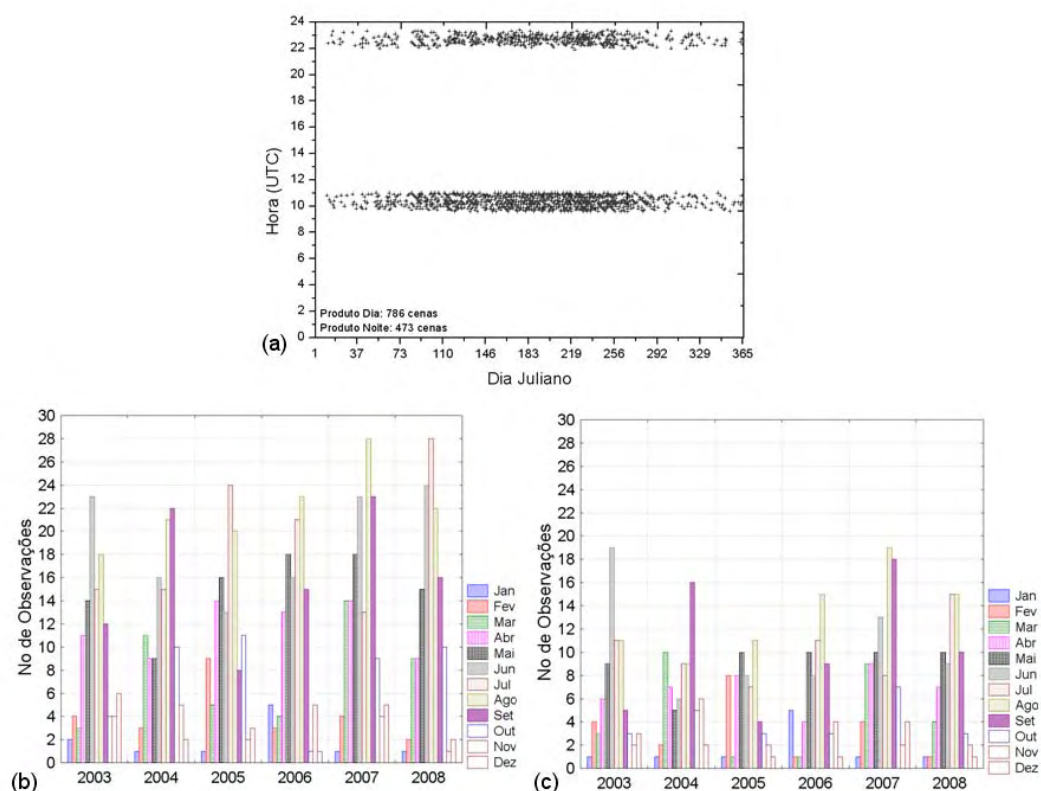 24
22
20
18
16
14
12
10
8
6
4
2
0
Hora (UTC)
Produto Dia: 786 cenas
Produto Noite: 473 cenas
(a)
1 37 73 110 146 183 219 256 292 329 365
Dia Juliano
30
28
26
24
22
20
18
16
14
12
10
8
6
4
2
0
No de Observações
2003 2004 2005 2006 2007 2008
Jan
Fev
Mar
Abr
Mai
Jun
Jul
Ago
Set
Out
Nov
Dez
(b)
30
28
26
24
22
20
18
16
14
12
10
8
6
4
2
0
No de Observações
2003 2004 2005 2006 2007 2008
Jan
Fev
Mar
Abr
Mai
Jun
Jul
Ago
Set
Out
Nov
Dez
(c)